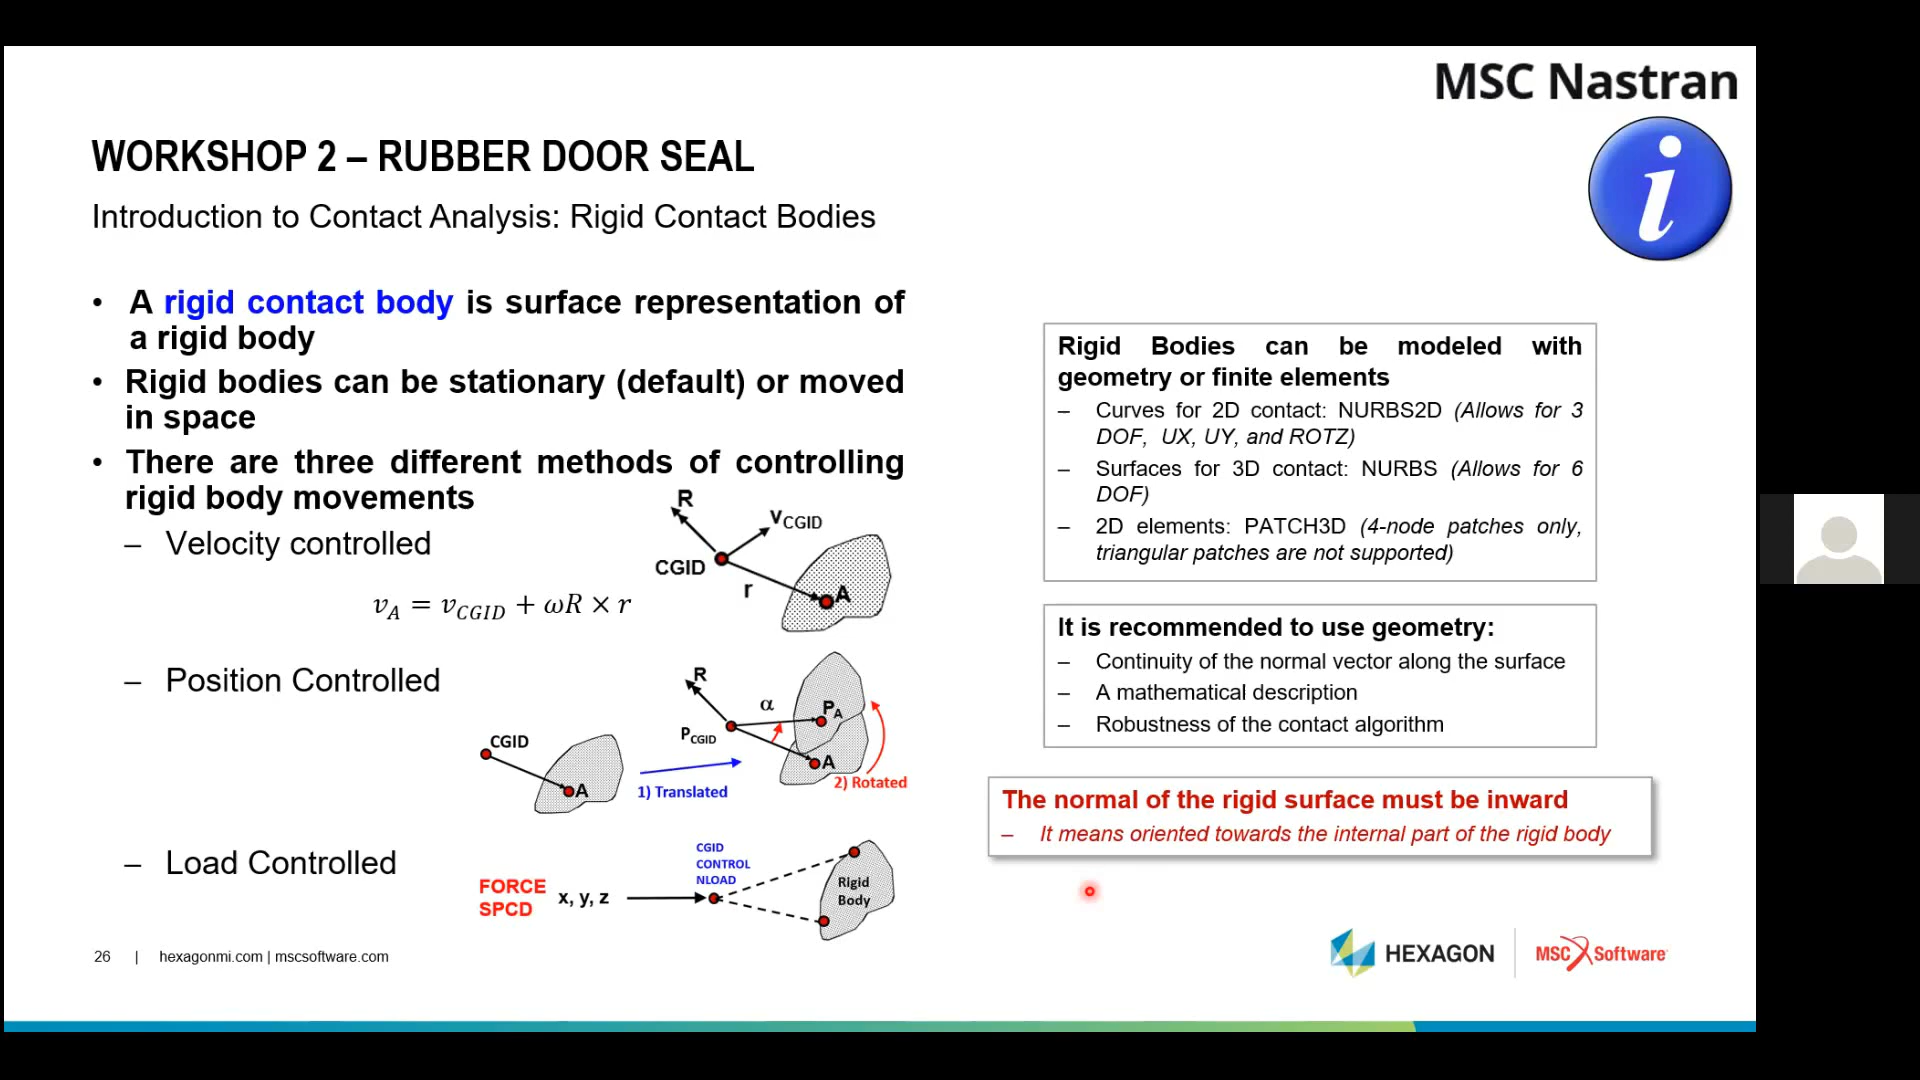 MSC Nastran
WORKSHOP 2 – RUBBER DOOR SEAL
Introduction to Contact Analysis: Rigid Contact Bodies
• A rigid contact body is surface representation of
a rigid body
• Rigid bodies can be stationary (default) or moved
in space
• There are three different methods of controlling
rigid body movements
– Velocity controlled
R
vCGID
CGID
r
A
v_A = v_CGID + ωR × r
– Position Controlled
CGID
A
1) Translated
R
α
PA
PCGID
A
2) Rotated
– Load Controlled
FORCE
SPCD
x, y, z
CGID
CONTROL
NLOAD
Rigid
Body
Rigid Bodies can be modeled with
geometry or finite elements
– Curves for 2D contact: NURBS2D (Allows for 3
DOF, UX, UY, and ROTZ)
– Surfaces for 3D contact: NURBS (Allows for 6
DOF)
– 2D elements: PATCH3D (4-node patches only,
triangular patches are not supported)
It is recommended to use geometry:
– Continuity of the normal vector along the surface
– A mathematical description
– Robustness of the contact algorithm
The normal of the rigid surface must be inward
– It means oriented towards the internal part of the rigid body
26 | hexagonmi.com | mscsoftware.com
HEXAGON
MSC Software